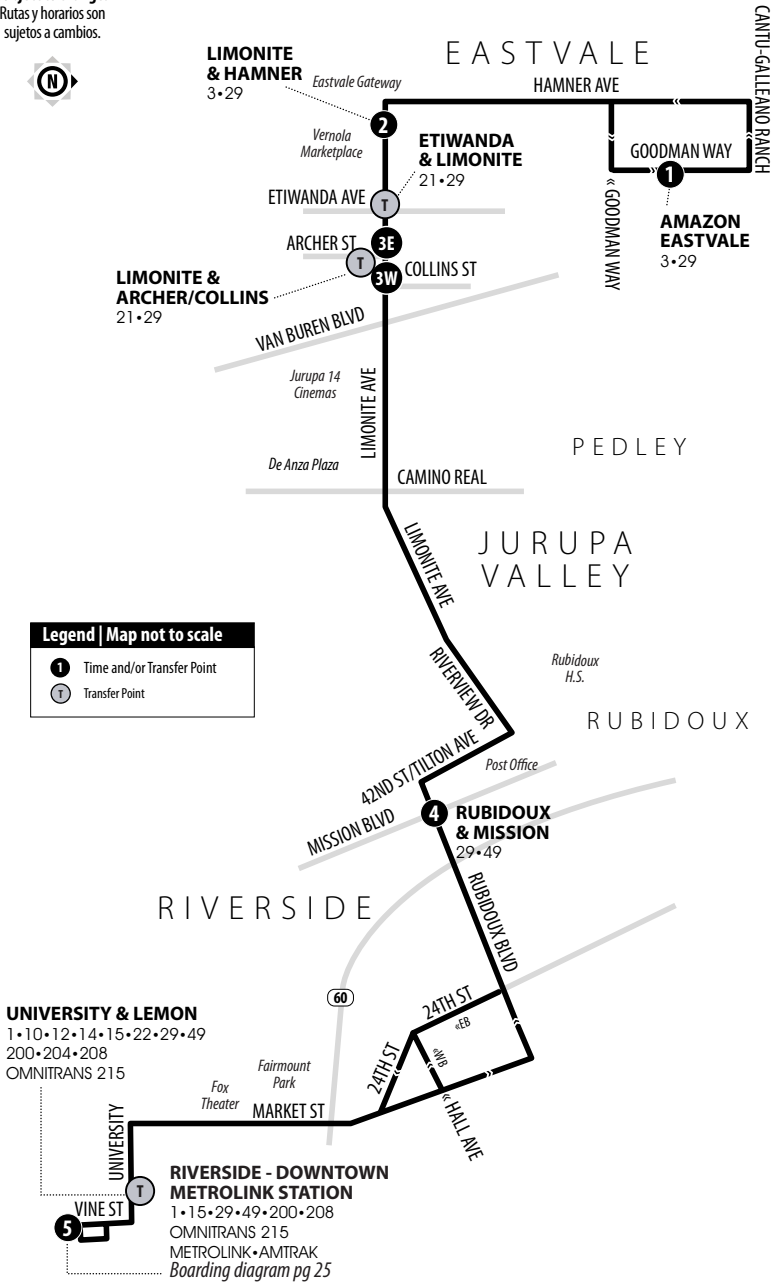 Rutas y horarios son
sujetos a cambios.
N
EASTVALE
CANTU-GALLEANO RANCH
LIMONITE
& HAMNER
3•29
Eastvale Gateway
HAMNER AVE
2
Vernola
Marketplace
ETIWANDA
& LIMONITE
21•29
GOODMAN WAY
1
« GOODMAN WAY
AMAZON
EASTVALE
3•29
ETIWANDA AVE
T
ARCHER ST
3E
T
3W
COLLINS ST
LIMONITE &
ARCHER/COLLINS
21•29
VAN BUREN BLVD
Jurupa 14
Cinemas
LIMONITE AVE
PEDLEY
De Anza Plaza
CAMINO REAL
LIMONITE AVE
JURUPA
VALLEY
Legend | Map not to scale
1 Time and/or Transfer Point
T Transfer Point
RIVERVIEW DR
Rubidoux
H.S.
RUBIDOUX
42ND ST/TILTON AVE
Post Office
MISSION BLVD
4
RUBIDOUX
& MISSION
29•49
RUBIDOUX BLVD
RIVERSIDE
60
24TH ST
«EB
«WB
24TH ST
« HALL AVE
UNIVERSITY & LEMON
1•10•12•14•15•22•29•49
200•204•208
OMNITRANS 215
Fox
Theater
Fairmount
Park
MARKET ST
UNIVERSITY
T
VINE ST
5
RIVERSIDE - DOWNTOWN
METROLINK STATION
1•15•29•49•200•208
OMNITRANS 215
METROLINK•AMTRAK
Boarding diagram pg 25